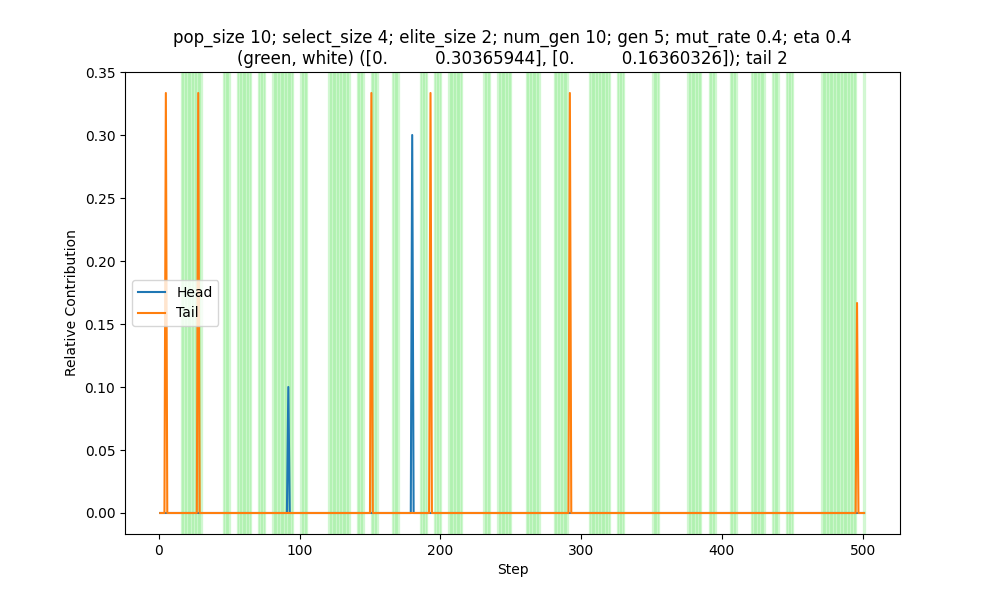 pop_size 10; select_size 4; elite_size 2; num_gen 10; gen 5; mut_rate 0.4; eta 0.4
(green, white) ([0.          0.30365944], [0.          0.16360326]); tail 2
0.35
0.30
0.25
0.20
0.15
0.10
0.05
0.00
Relative Contribution
Head
Tail
0
100
200
300
400
500
Step